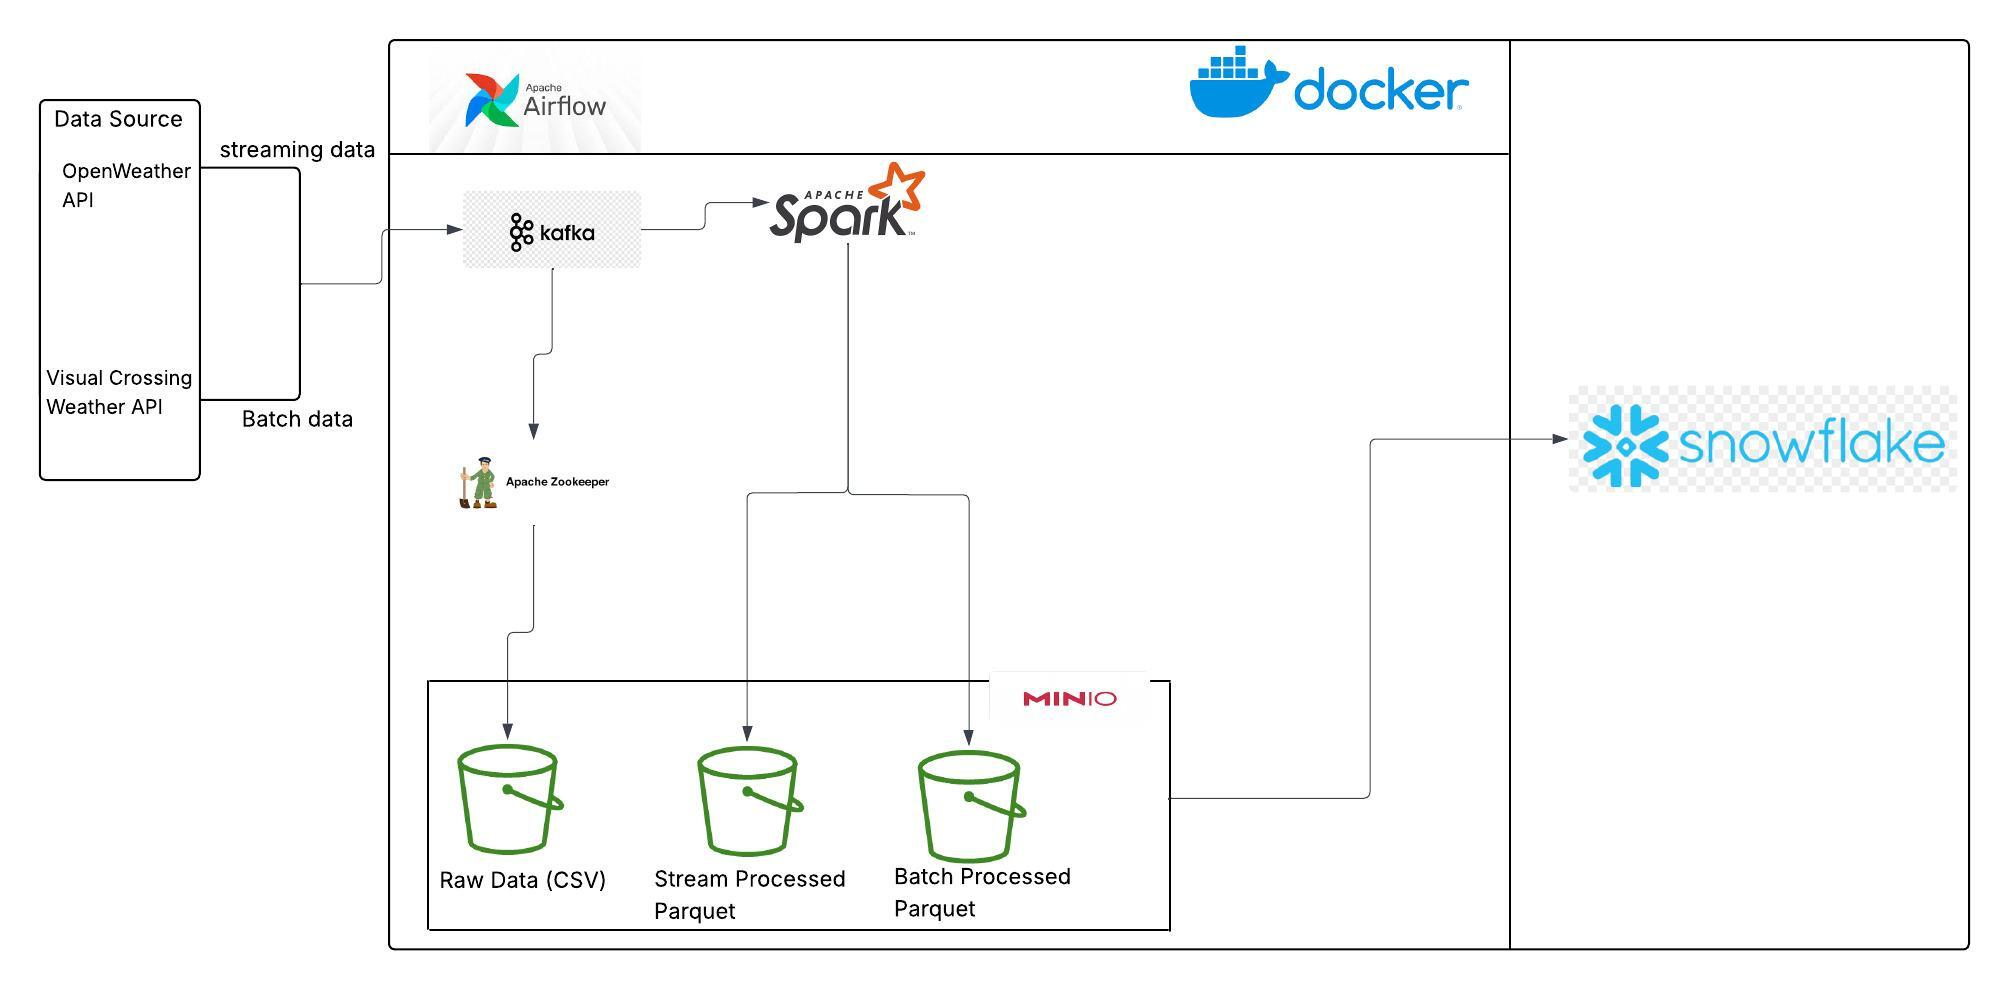 Apache
Airflow
docker
Data Source
streaming data
OpenWeather
API
APACHE
Spark™
kafka
Visual Crossing
Weather API
Batch data
snowflake
Apache Zookeeper
MINIO
Raw Data (CSV)
Stream Processed
Parquet
Batch Processed
Parquet